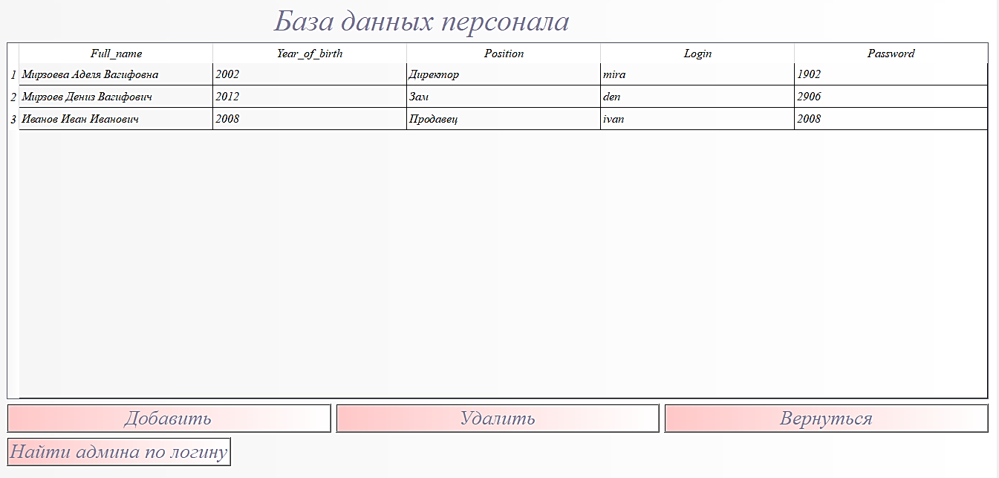 База данных персонала
Full_name Year_of_birth Position Login Password
1 Мирзоева Аделя Вагифовна 2002 Директор mira 1902
2 Мирзоев Дениз Вагифович 2012 Зам den 2906
3 Иванов Иван Иванович 2008 Продавец ivan 2008
Добавить Удалить Вернуться
Найти админа по логину